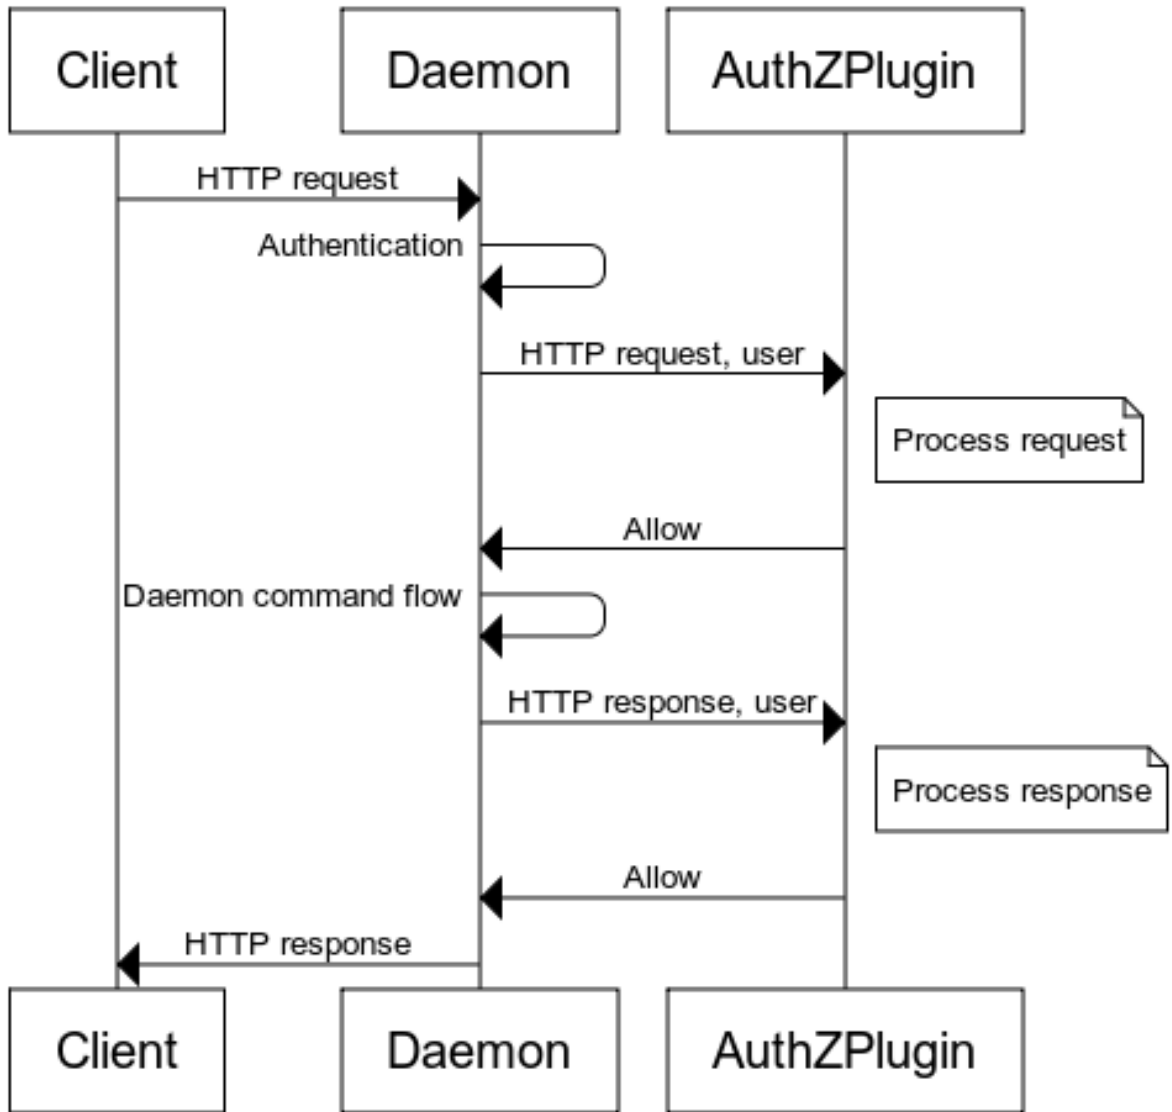 Client
Daemon
AuthZPlugin
HTTP request
Authentication
HTTP request, user
Process request
Allow
Daemon command flow
HTTP response, user
Process response
Allow
HTTP response
Client
Daemon
AuthZPlugin